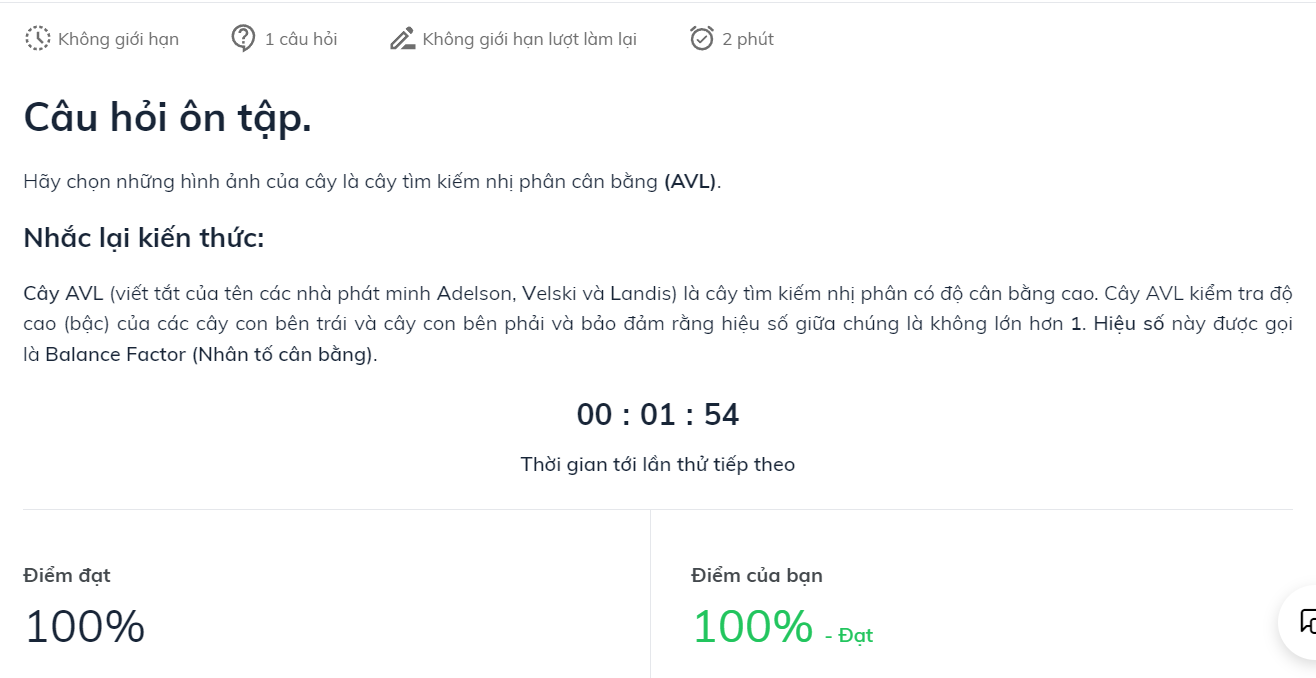 Không giới hạn 1 câu hỏi Không giới hạn lượt làm lại 2 phút
Câu hỏi ôn tập.
Hãy chọn những hình ảnh của cây là cây tìm kiếm nhị phân cân bằng (AVL).
Nhắc lại kiến thức:
Cây AVL (viết tắt của tên các nhà phát minh Adelson, Velski và Landis) là cây tìm kiếm nhị phân có độ cân bằng cao. Cây AVL kiểm tra độ
cao (bậc) của các cây con bên trái và cây con bên phải và bảo đảm rằng hiệu số giữa chúng là không lớn hơn 1. Hiệu số này được gọi
là Balance Factor (Nhân tố cân bằng).
00 : 01 : 54
Thời gian tới lần thử tiếp theo
Điểm đạt
100%
Điểm của bạn
100% - Đạt